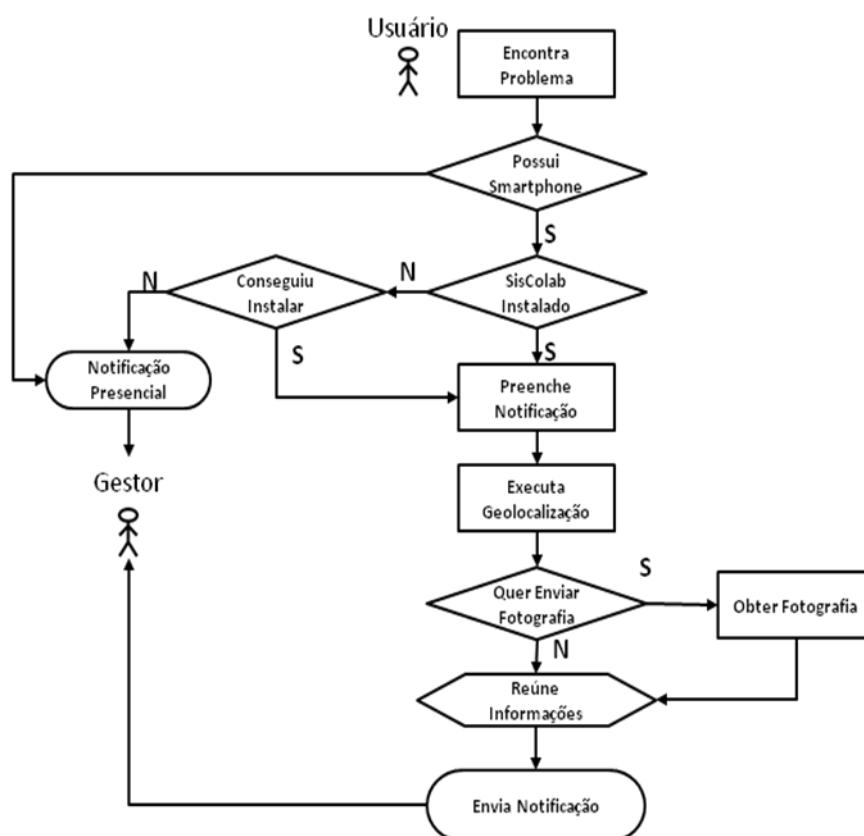 Usuário
Encontra
Problema
Possui
Smartphone
S
N
Conseguiu
Instalar
N
SisColab
Instalado
S
S
Notificação
Presencial
Preenche
Notificação
Gestor
Executa
Geolocalização
S
Quer Enviar
Fotografia
Obter Fotografia
N
Reúne
Informações
Envia Notificação